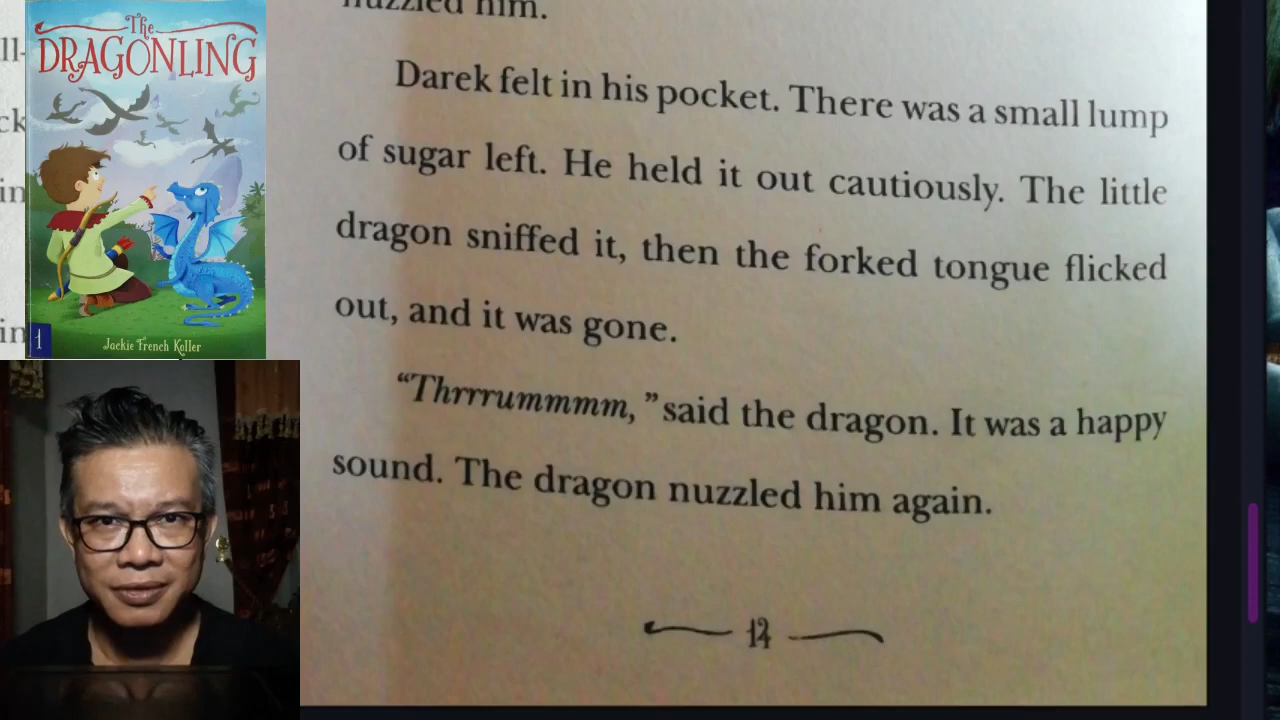 The
DRAGONLING
1
Jackie French Koller
nuzzled him.
Darek felt in his pocket. There was a small lump
of sugar left. He held it out cautiously. The little
dragon sniffed it, then the forked tongue flicked
out, and it was gone.
“Thrrrummmm,” said the dragon. It was a happy
sound. The dragon nuzzled him again.